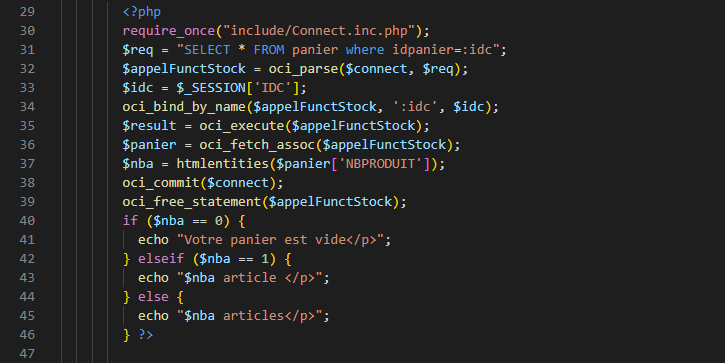 29 <?php
30 require_once("include/Connect.inc.php");
31 $req = "SELECT * FROM panier where idpanier=:idc";
32 $appelFunctStock = oci_parse($connect, $req);
33 $idc = $_SESSION['IDC'];
34 oci_bind_by_name($appelFunctStock, ':idc', $idc);
35 $result = oci_execute($appelFunctStock);
36 $panier = oci_fetch_assoc($appelFunctStock);
37 $nba = htmlentities($panier['NBPRODUIT']);
38 oci_commit($connect);
39 oci_free_statement($appelFunctStock);
40 if ($nba == 0) {
41 echo "Votre panier est vide</p>";
42 } elseif ($nba == 1) {
43 echo "$nba article </p>";
44 } else {
45 echo "$nba articles</p>";
46 } ?>
47